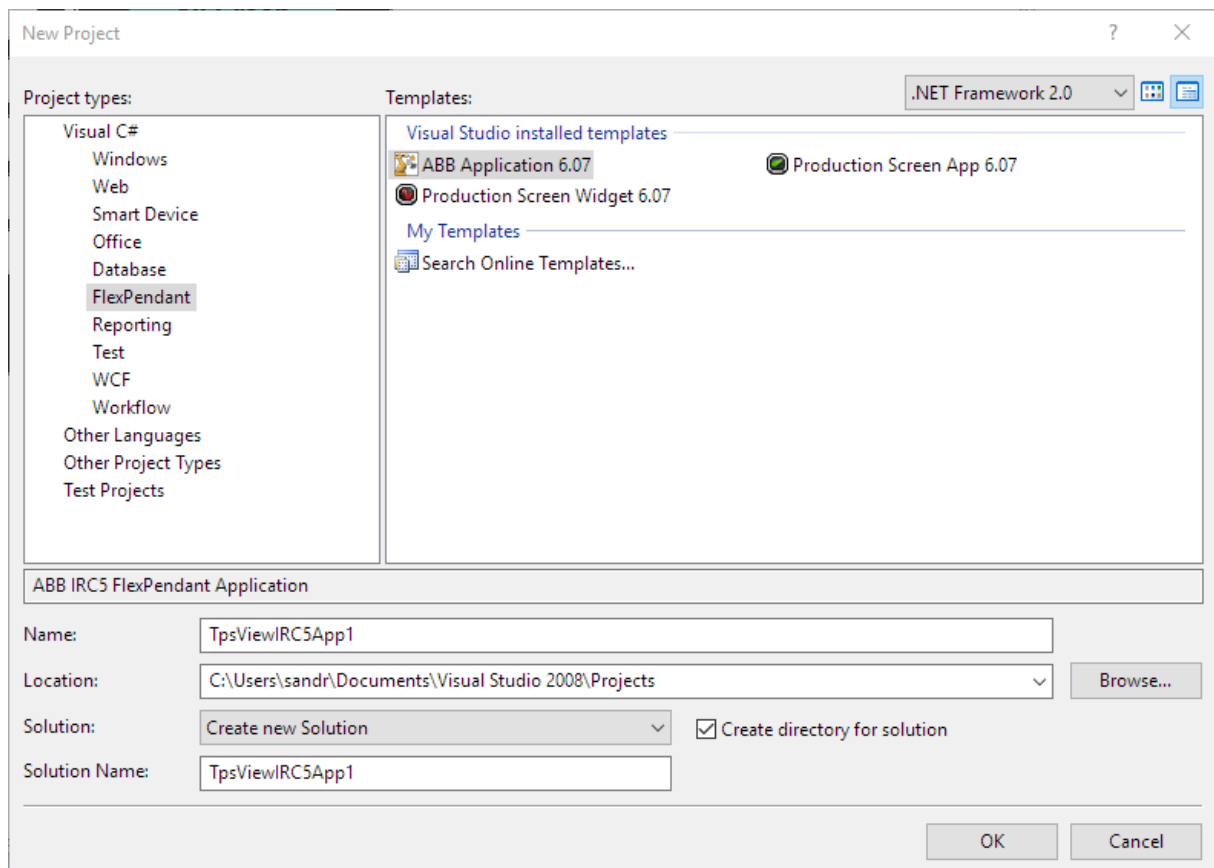 New Project
Project types:
Templates:
.NET Framework 2.0
Visual C#
Windows
Web
Smart Device
Office
Database
FlexPendant
Reporting
Test
WCF
Workflow
Other Languages
Other Project Types
Test Projects
Visual Studio installed templates
ABB Application 6.07
Production Screen App 6.07
Production Screen Widget 6.07
My Templates
Search Online Templates...
ABB IRC5 FlexPendant Application
Name:
TpsViewIRC5App1
Location:
C:\Users\sandr\Documents\Visual Studio 2008\Projects
Browse...
Solution:
Create new Solution
Create directory for solution
Solution Name:
TpsViewIRC5App1
OK
Cancel